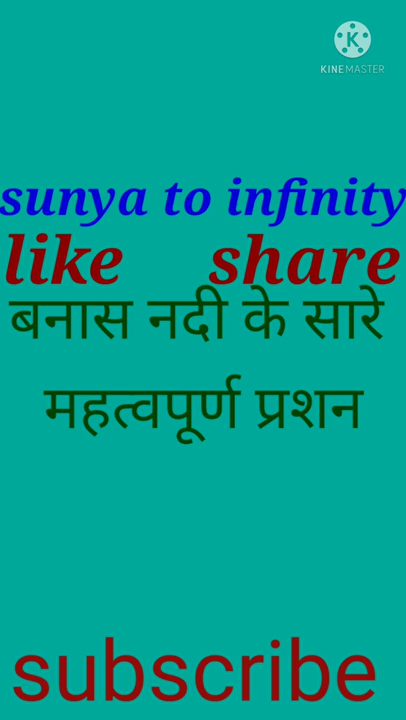 KINEMASTER
sunya to infinity
like share
बनास नदी के सारे
महत्वपूर्ण प्रशन
subscribe